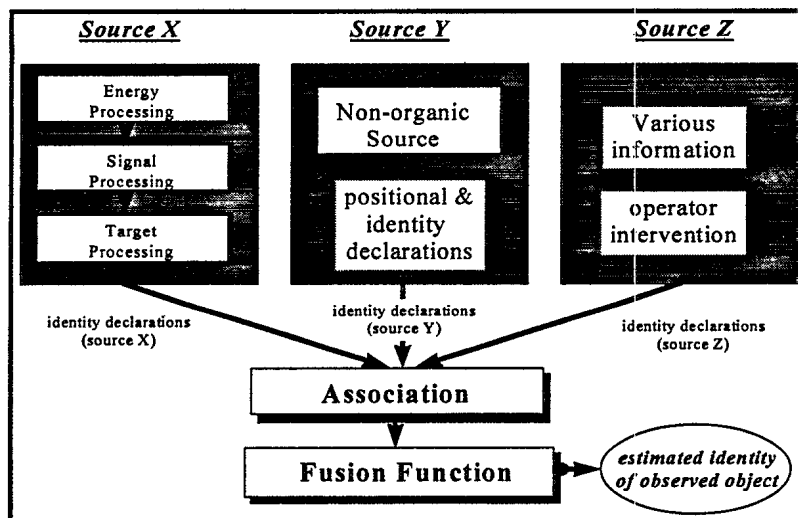 Source X
Source Y
Source Z
Energy
Processing
Signal
Processing
Target
Processing
Non-organic
Source
positional &
identity
declarations
Various
information
operator
intervention
identity declarations
(source X)
identity declarations
(source Y)
identity declarations
(source Z)
Association
Fusion Function
estimated identity
of observed object